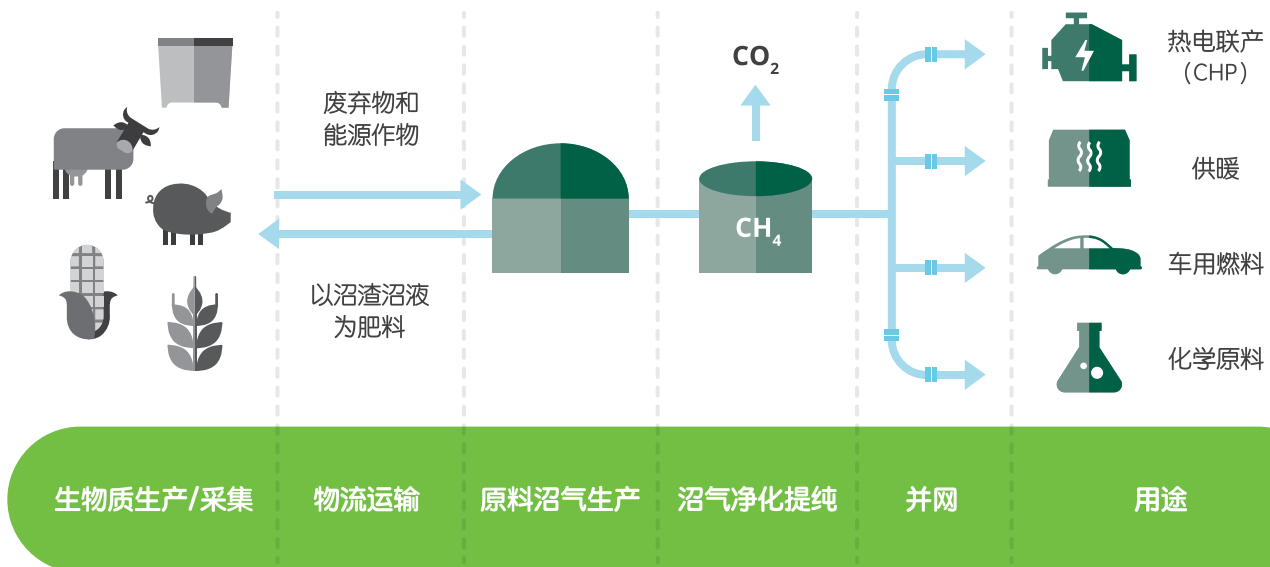 废弃物和
能源作物
以沼渣沼液
为肥料
CO₂
CH₄
热电联产
（CHP）
供暖
车用燃料
化学原料
生物质生产/采集
物流运输
原料沼气生产
沼气净化提纯
并网
用途